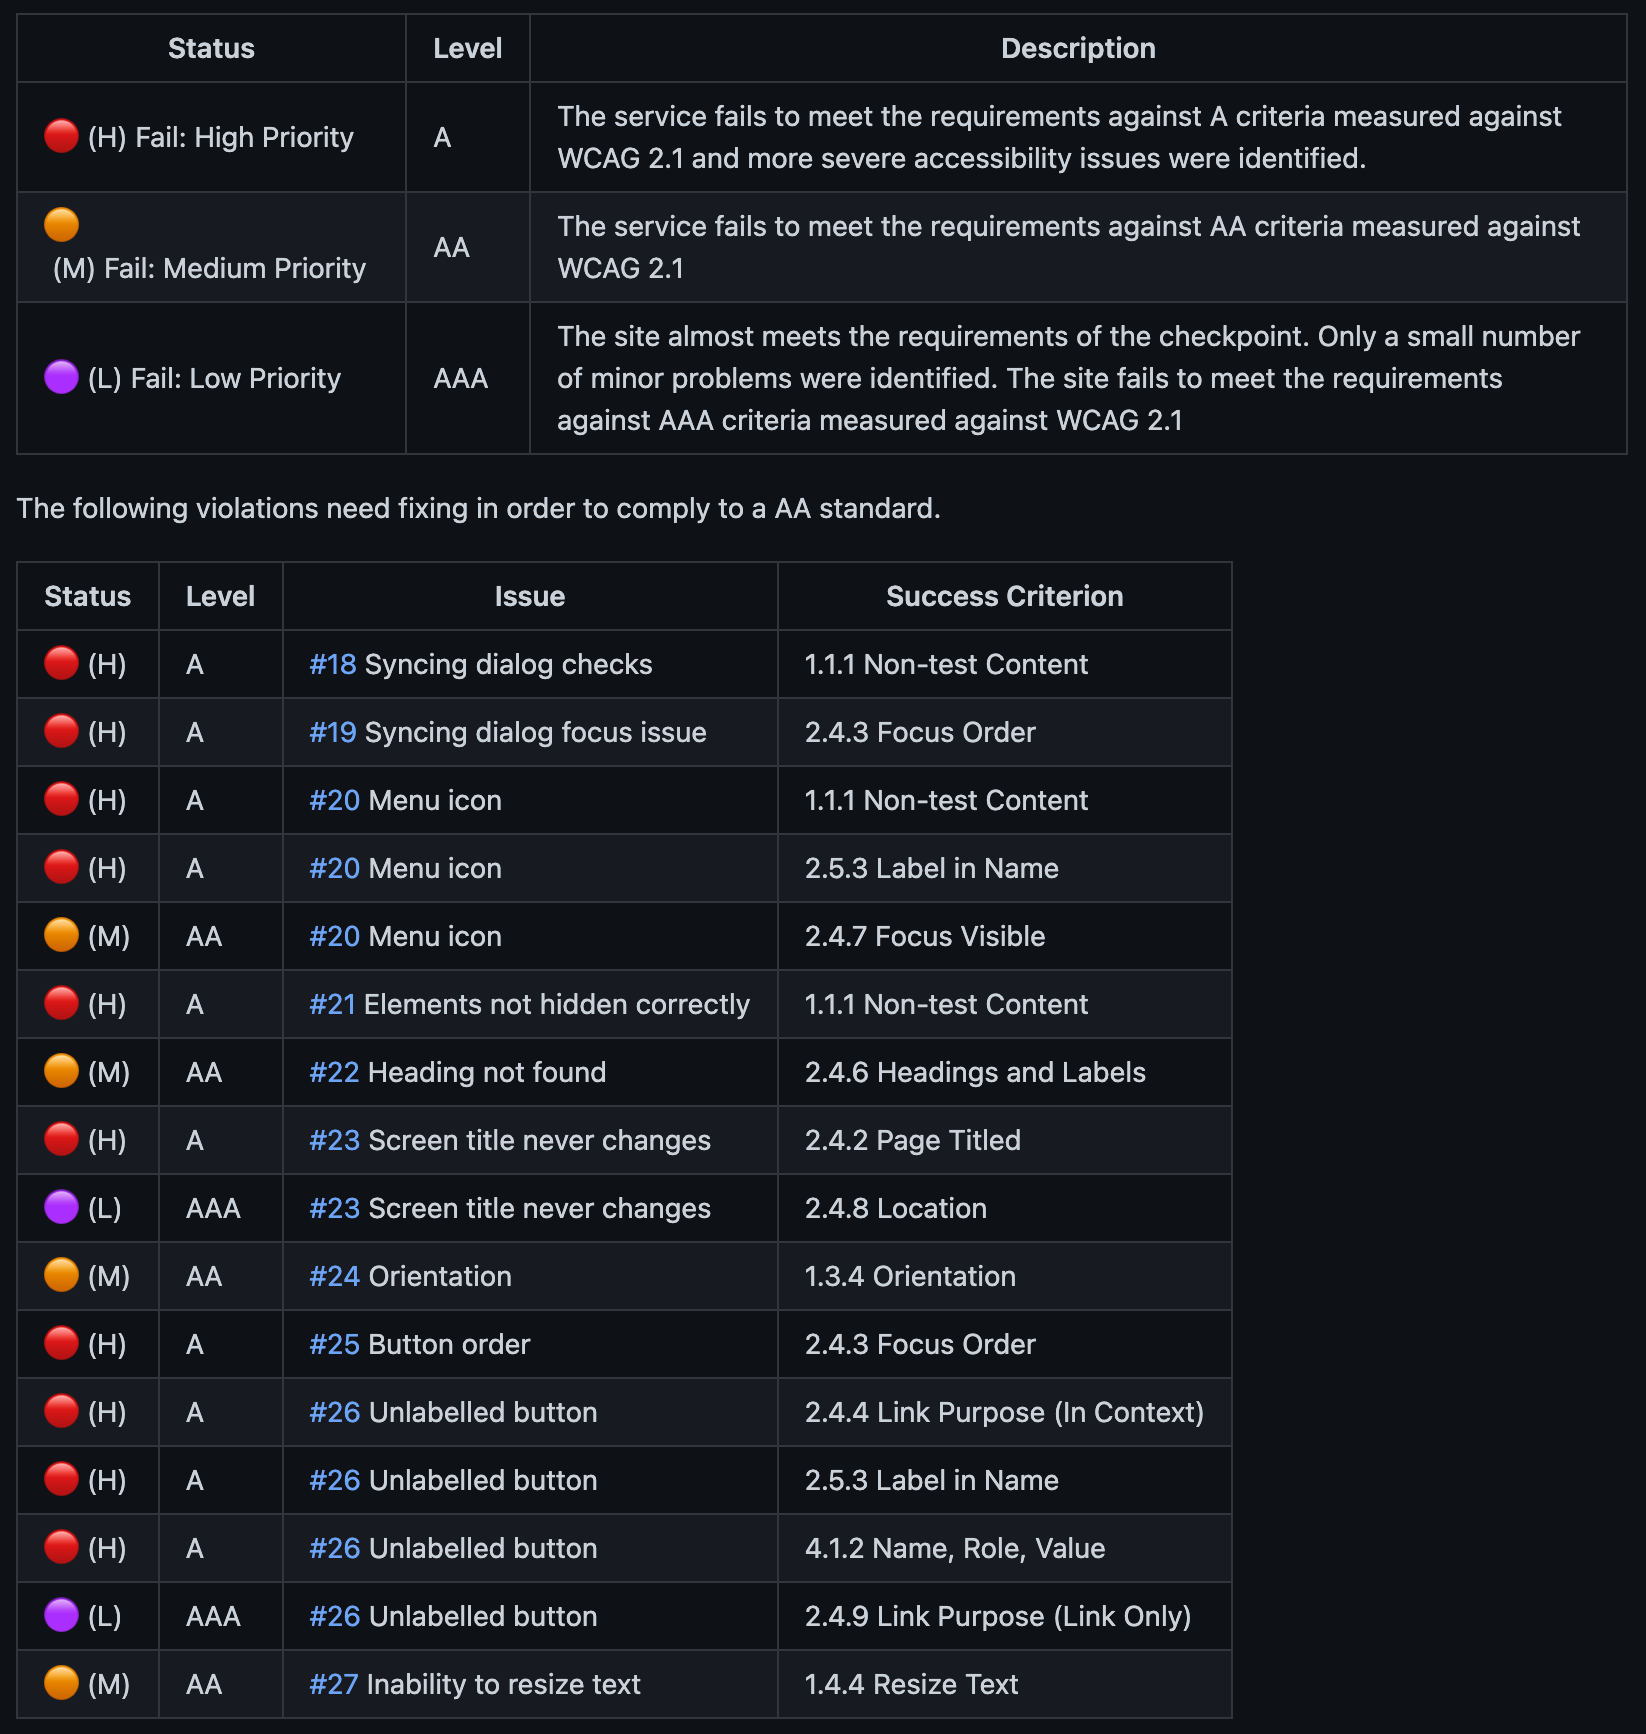 Status Level Description
(H) Fail: High Priority A The service fails to meet the requirements against A criteria measured against
WCAG 2.1 and more severe accessibility issues were identified.
(M) Fail: Medium Priority AA The service fails to meet the requirements against AA criteria measured against
WCAG 2.1
(L) Fail: Low Priority AAA The site almost meets the requirements of the checkpoint. Only a small number
of minor problems were identified. The site fails to meet the requirements
against AAA criteria measured against WCAG 2.1
The following violations need fixing in order to comply to a AA standard.
Status Level Issue Success Criterion
(H) A #18 Syncing dialog checks 1.1.1 Non-test Content
(H) A #19 Syncing dialog focus issue 2.4.3 Focus Order
(H) A #20 Menu icon 1.1.1 Non-test Content
(H) A #20 Menu icon 2.5.3 Label in Name
(M) AA #20 Menu icon 2.4.7 Focus Visible
(H) A #21 Elements not hidden correctly 1.1.1 Non-test Content
(M) AA #22 Heading not found 2.4.6 Headings and Labels
(H) A #23 Screen title never changes 2.4.2 Page Titled
(L) AAA #23 Screen title never changes 2.4.8 Location
(M) AA #24 Orientation 1.3.4 Orientation
(H) A #25 Button order 2.4.3 Focus Order
(H) A #26 Unlabelled button 2.4.4 Link Purpose (In Context)
(H) A #26 Unlabelled button 2.5.3 Label in Name
(H) A #26 Unlabelled button 4.1.2 Name, Role, Value
(L) AAA #26 Unlabelled button 2.4.9 Link Purpose (Link Only)
(M) AA #27 Inability to resize text 1.4.4 Resize Text